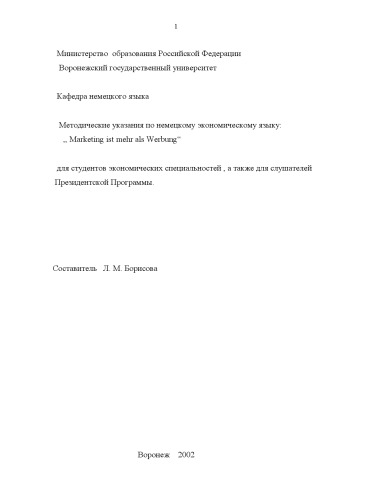 1
Министерство образования Российской Федерации
Воронежский государственный университет
Кафедра немецкого языка
Методические указания по немецкому экономическому языку:
,, Marketing ist mehr als Werbung“
для студентов экономических специальностей , а также для слушателей
Президентской Программы.
Составитель Л. М. Борисова
Воронеж 2002